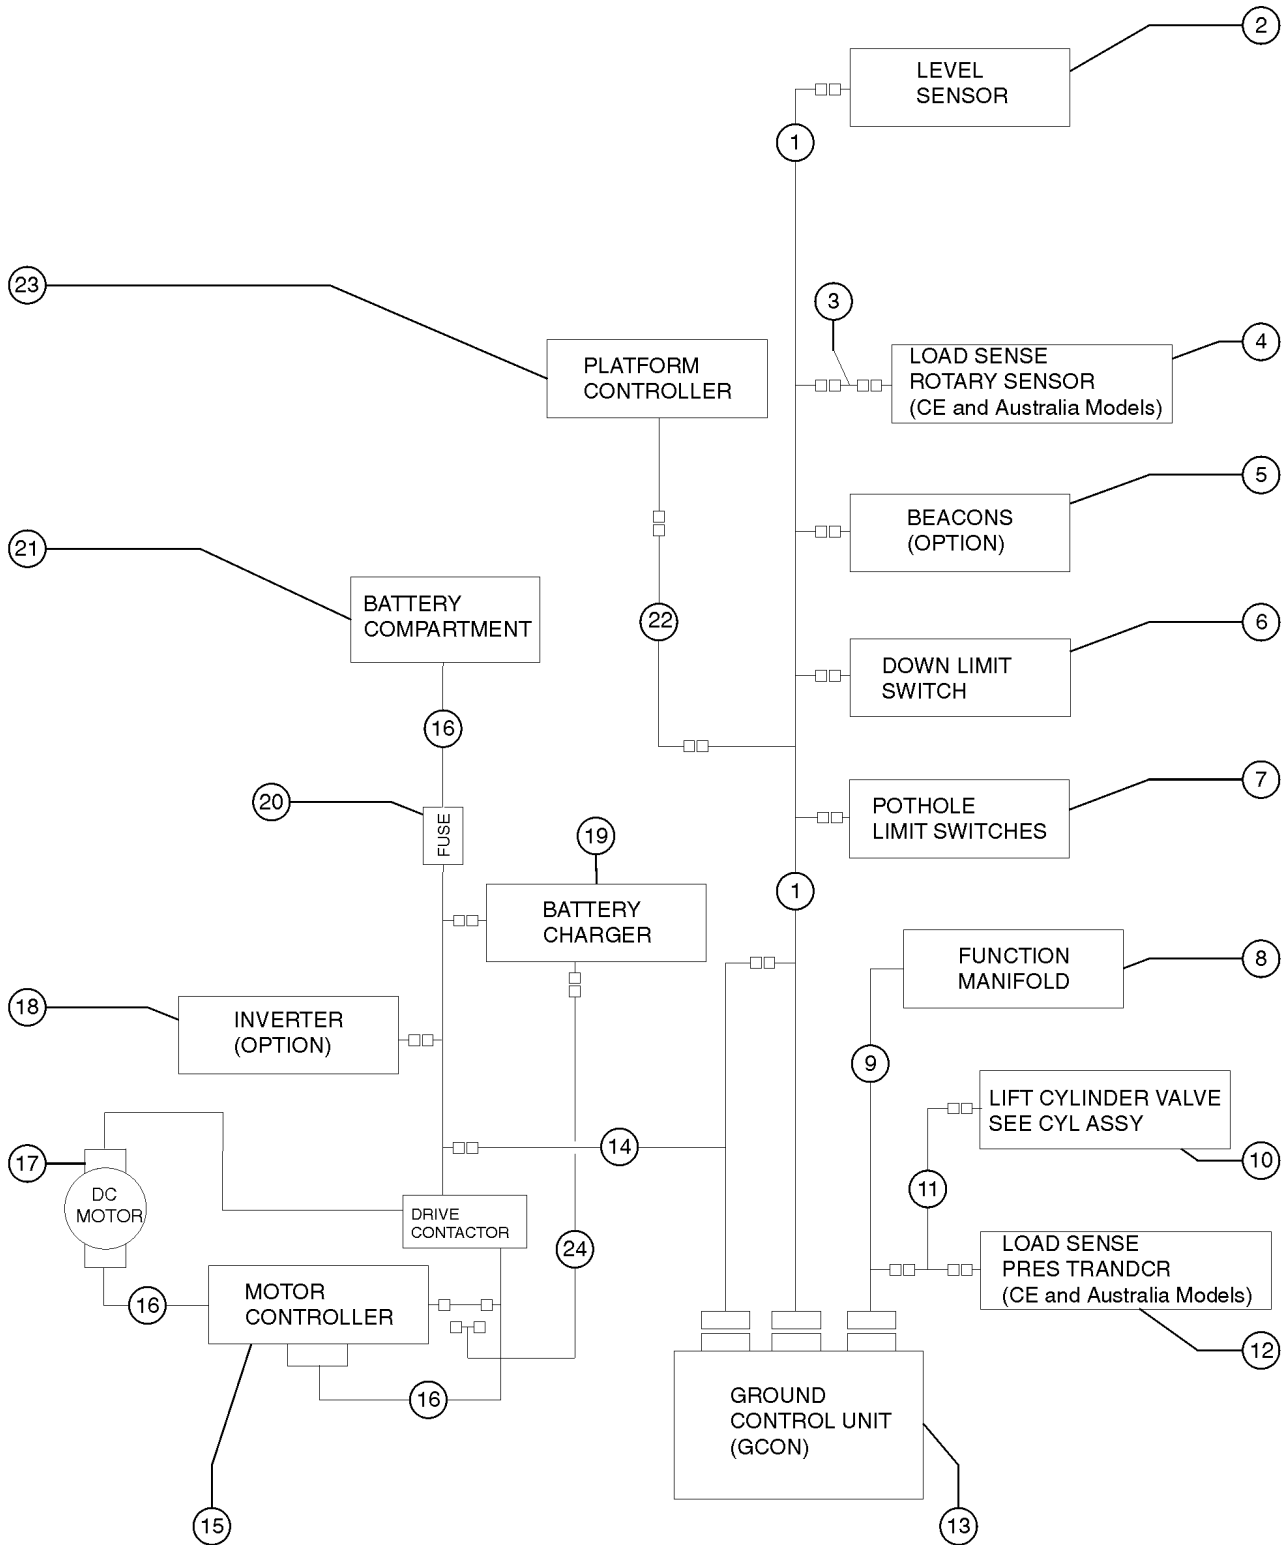 2
LEVEL
SENSOR
1
23
3
4
PLATFORM
CONTROLLER
LOAD SENSE
ROTARY SENSOR
(CE and Australia Models)
5
BEACONS
(OPTION)
21
BATTERY
COMPARTMENT
22
6
DOWN LIMIT
SWITCH
16
20
FUSE
7
POTHOLE
LIMIT SWITCHES
19
BATTERY
CHARGER
1
8
FUNCTION
MANIFOLD
18
INVERTER
(OPTION)
9
LIFT CYLINDER VALVE
SEE CYL ASSY
10
14
17
DC
MOTOR
DRIVE
CONTACTOR
11
24
LOAD SENSE
PRES TRANDCR
(CE and Australia Models)
12
16
MOTOR
CONTROLLER
16
GROUND
CONTROL UNIT
(GCON)
15
13